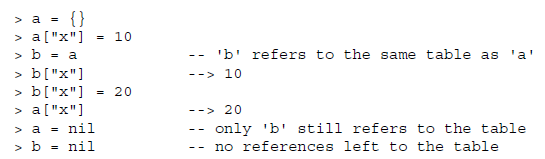 > a = {}
> a["x"] = 10
> b = a                -- 'b' refers to the same table as 'a'
> b["x"]               --> 10
> b["x"] = 20
> a["x"]               --> 20
> a = nil              -- only 'b' still refers to the table
> b = nil              -- no references left to the table